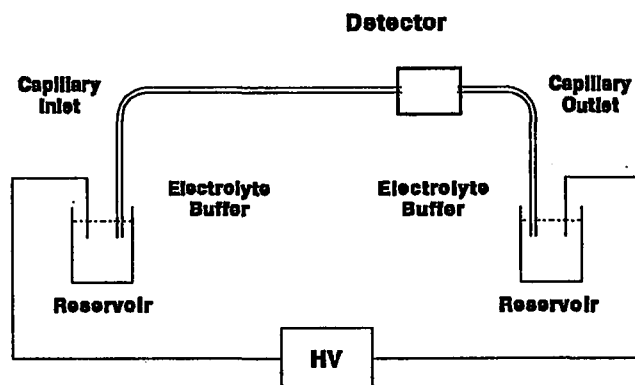 Detector
Capillary
Inlet
Capillary
Outlet
Electrolyte
Buffer
Electrolyte
Buffer
Reservoir
Reservoir
HV